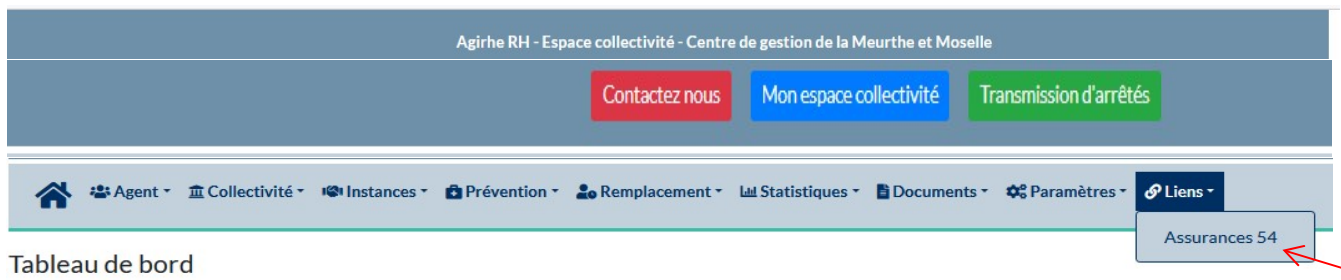 Agirhe RH - Espace collectivité - Centre de gestion de la Meurthe et Moselle
Contactez nous Mon espace collectivité Transmission d'arrêtés
Agent Collectivité Instances Prévention Remplacement Statistiques Documents Paramètres Liens
Assurances 54
Tableau de bord